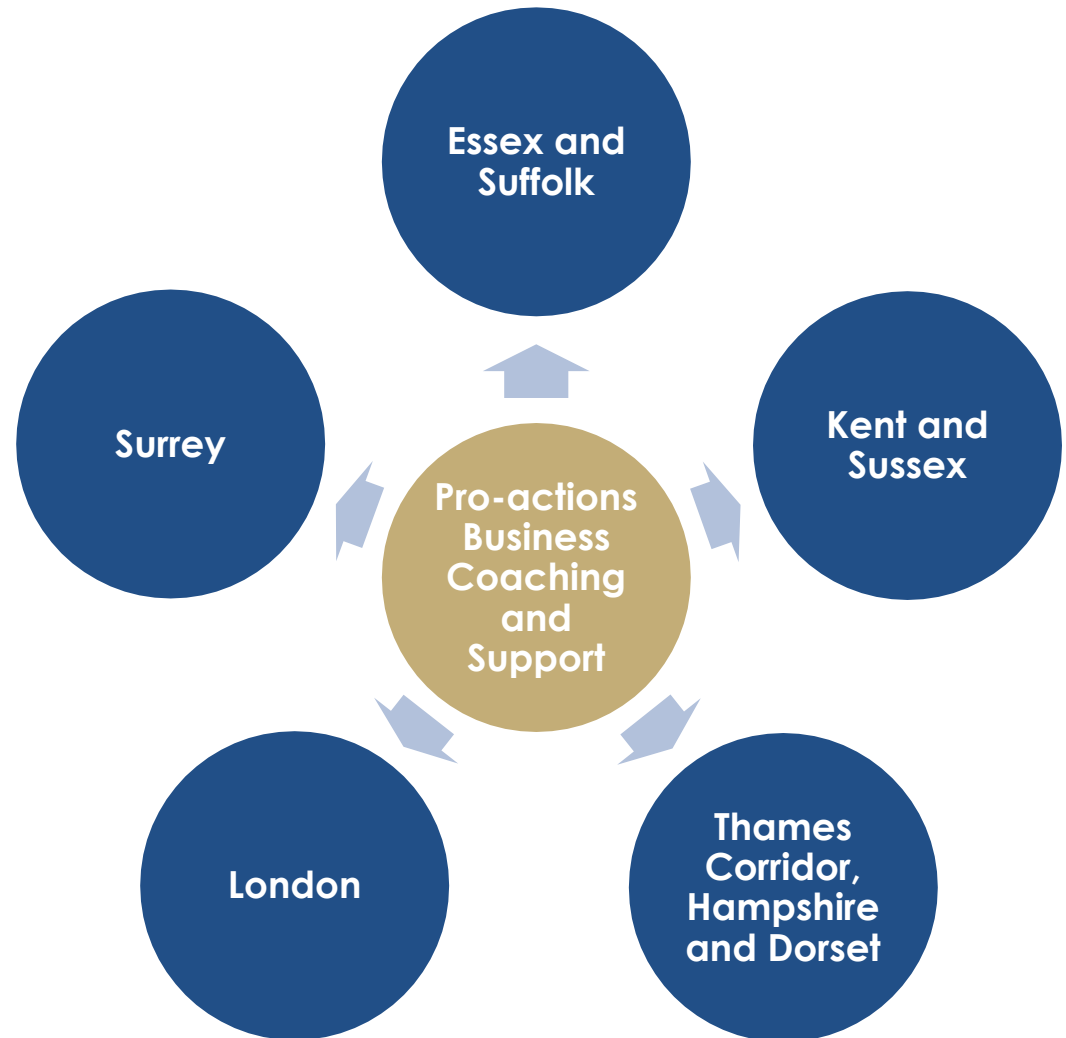 Essex and
Suffolk
Kent and
Sussex
Surrey
Pro-actions
Business
Coaching
and
Support
Thames
Corridor,
Hampshire
and Dorset
London